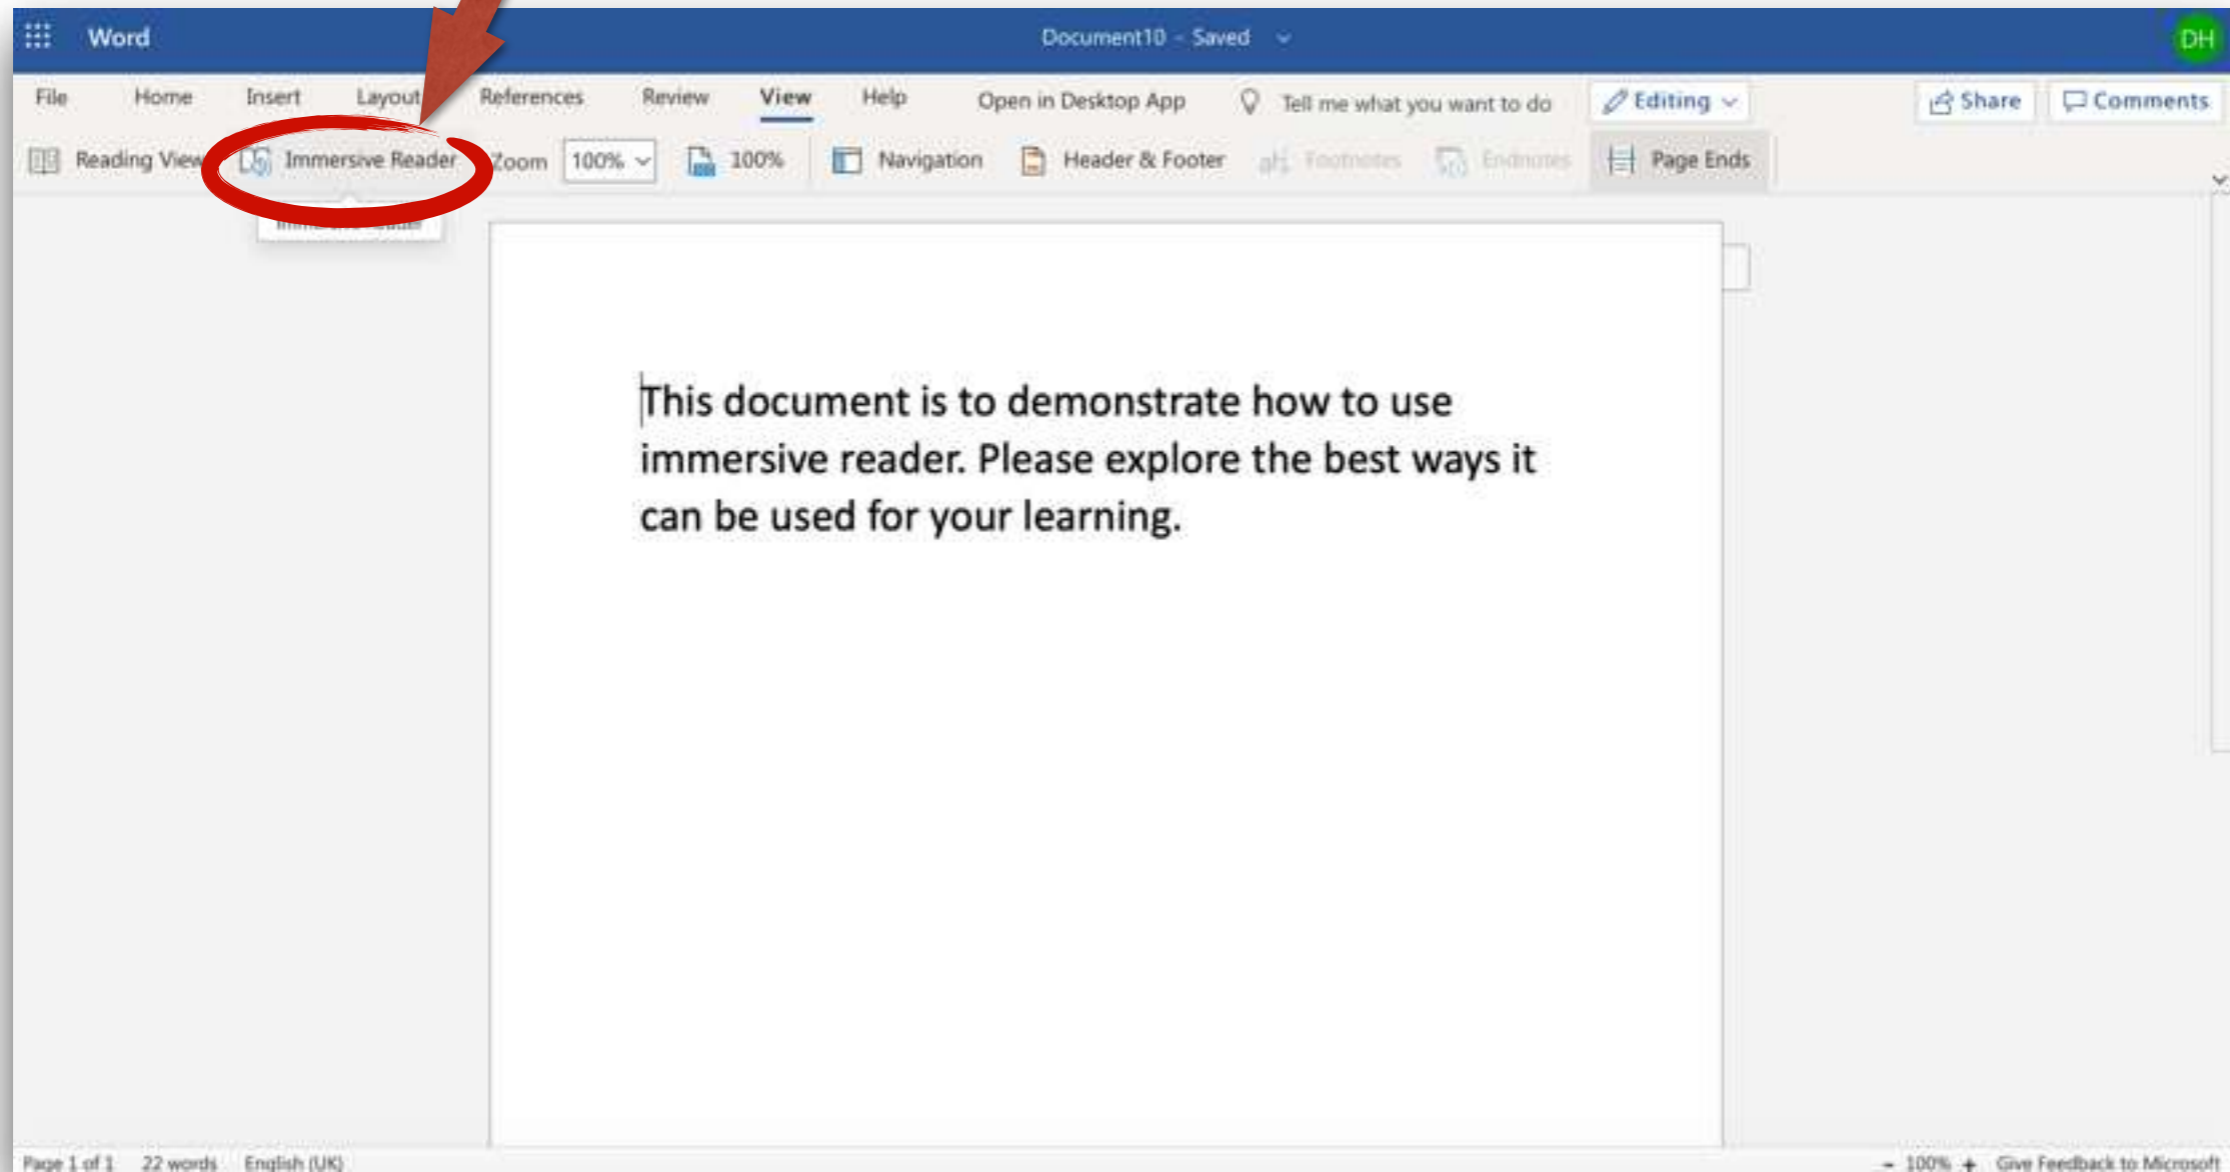 Word
Document10 - Saved
DH
File Home Insert Layout References Review View Help Open in Desktop App Tell me what you want to do Editing Share Comments
Reading View Immersive Reader Zoom 100% 100% Navigation Header & Footer Footnotes Endnotes Page Ends
Immersive Reader
This document is to demonstrate how to use
immersive reader. Please explore the best ways it
can be used for your learning.
Page 1 of 1 22 words English (UK) - 100% + Give Feedback to Microsoft